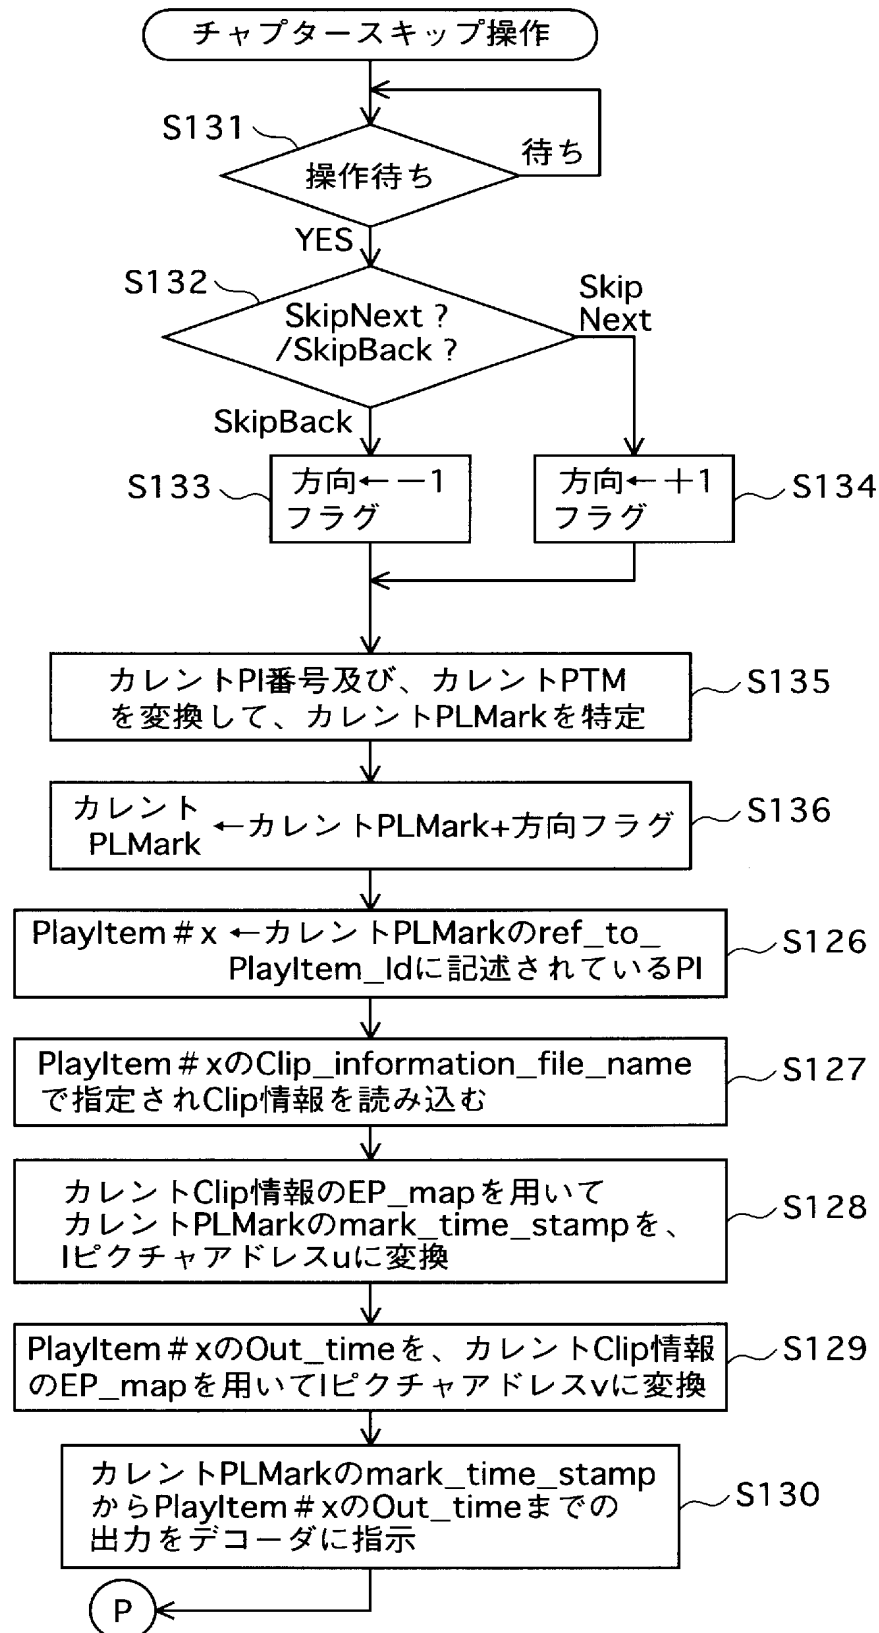 チャプタースキップ操作
S131
待ち
操作待ち
YES
S132
Skip
Next
SkipNext ?
/SkipBack ?
SkipBack
S133
方向←－1
フラグ
方向←＋1
フラグ
S134
カレントPI番号及び、カレントPTM
を変換して、カレントPLMarkを特定
S135
カレント
PLMark
←カレントPLMark+方向フラグ
S136
PlayItem＃x ←カレントPLMarkのref_to_
PlayItem_Idに記述されているPI
S126
PlayItem＃xのClip_information_file_name
で指定されClip情報を読み込む
S127
カレントClip情報のEP_mapを用いて
カレントPLMarkのmark_time_stampを、
Iピクチャアドレスuに変換
S128
PlayItem＃xのOut_timeを、カレントClip情報
のEP_mapを用いてIピクチャアドレスvに変換
S129
カレントPLMarkのmark_time_stamp
からPlayItem＃xのOut_timeまでの
出力をデコーダに指示
S130
P